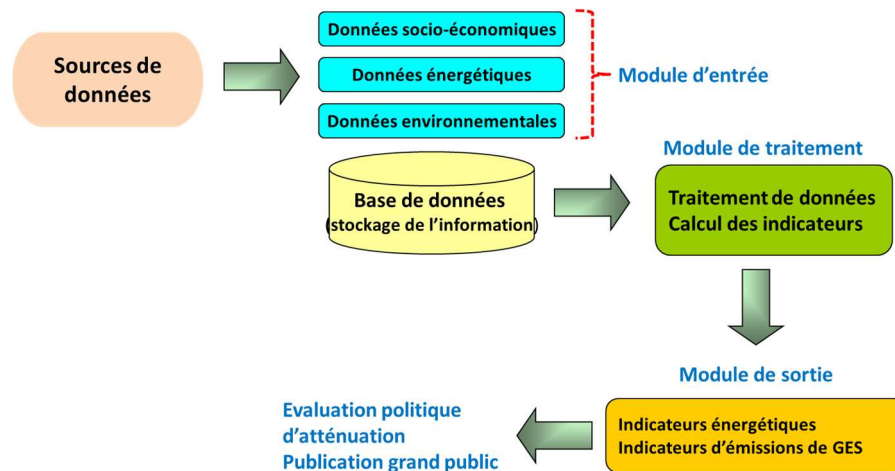 Sources de
données
Données socio-économiques
Données énergétiques
Données environnementales
Module d'entrée
Base de données
(stockage de l'information)
Module de traitement
Traitement de données
Calcul des indicateurs
Module de sortie
Indicateurs énergétiques
Indicateurs d'émissions de GES
Evaluation politique
d'atténuation
Publication grand public